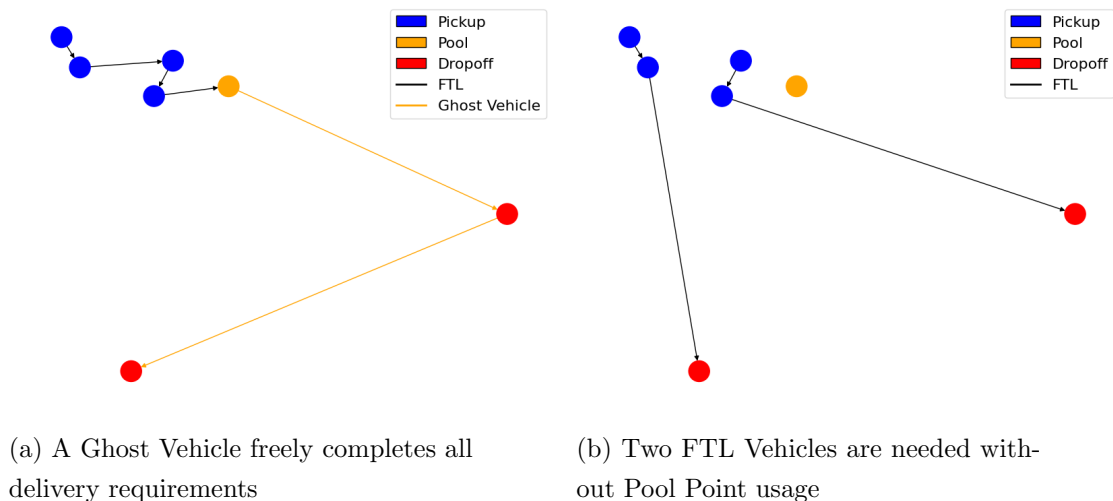 Pickup
Pool
Dropoff
FTL
Ghost Vehicle
Pickup
Pool
Dropoff
FTL
(a) A Ghost Vehicle freely completes all
delivery requirements
(b) Two FTL Vehicles are needed with-
out Pool Point usage